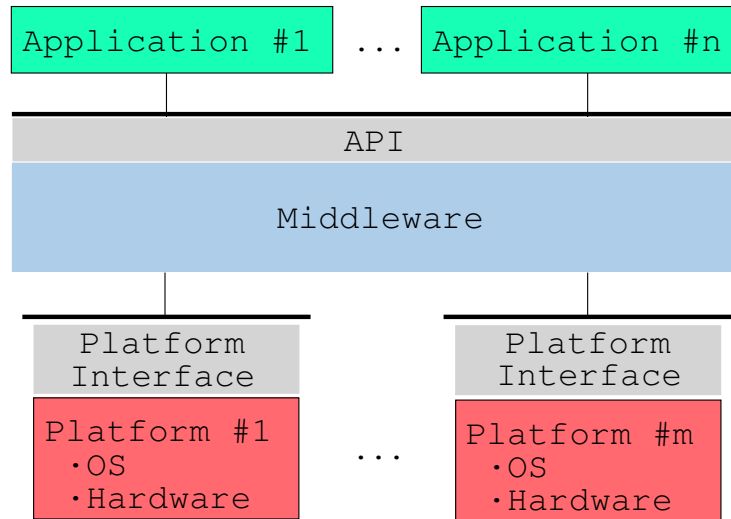 Application #1 ... Application #n
API
Middleware
Platform Interface
Platform Interface
Platform #1
·OS
·Hardware
...
Platform #m
·OS
·Hardware